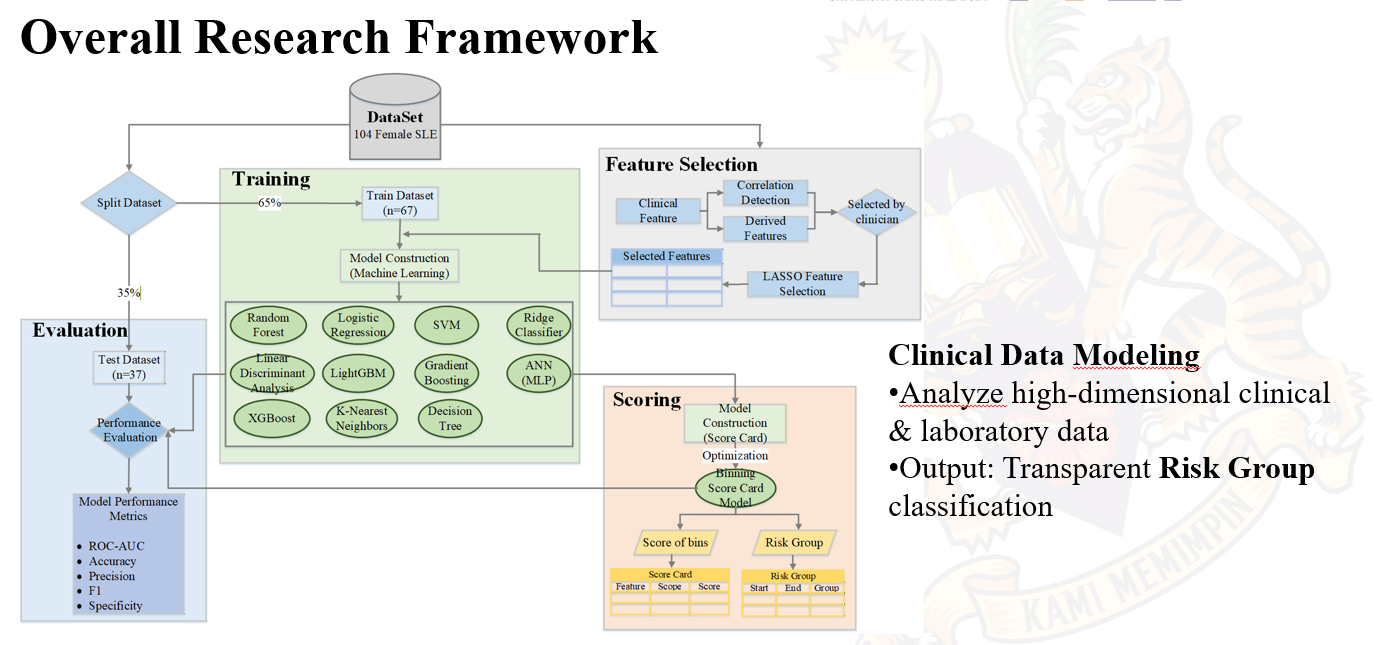 Overall Research Framework
DataSet
104 Female SLE
Split Dataset
65%
35%
Training
Train Dataset
(n=67)
Model Construction
(Machine Learning)
Random
Forest
Logistic
Regression
SVM
Ridge
Classifier
Linear
Discriminant
Analysis
LightGBM
Gradient
Boosting
ANN
(MLP)
XGBoost
K-Nearest
Neighbors
Decision
Tree
Feature Selection
Clinical
Feature
Correlation
Detection
Derived
Features
Selected by
clinician
LASSO Feature
Selection
Selected Features
Evaluation
Test Dataset
(n=37)
Performance
Evaluation
Model Performance
Metrics
• ROC-AUC
• Accuracy
• Precision
• F1
• Specificity
Scoring
Model
Construction
(Score Card)
Optimization
Binning
Score Card
Model
Score of bins
Risk Group
Score Card
Feature Scope Score
Risk Group
Start End Group
Clinical Data Modeling
•Analyze high-dimensional clinical
& laboratory data
•Output: Transparent Risk Group
classification
KAMI MEMIMPIN